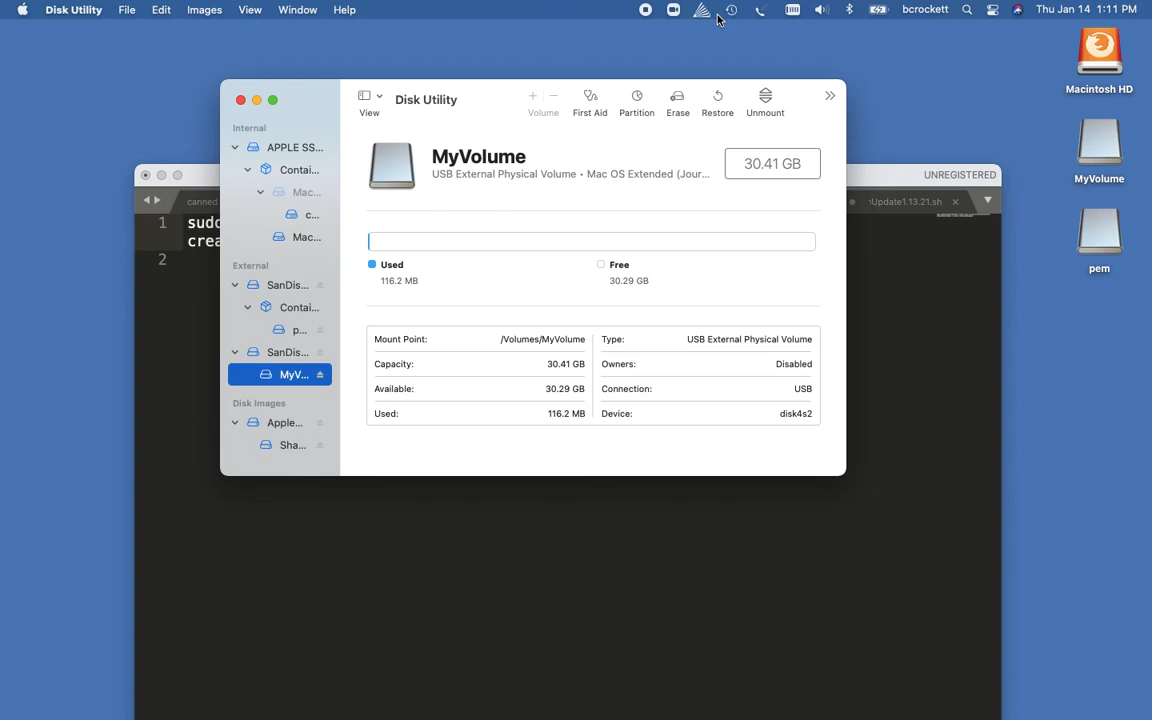 Disk Utility File Edit Images View Window Help bcrockett Thu Jan 14 1:11 PM
Macintosh HD
MyVolume
pem
View
Disk Utility
Volume First Aid Partition Erase Restore Unmount
Internal
APPLE SS...
Contai...
Mac...
c...
Mac...
External
SanDis...
Contai...
p...
SanDis...
MyV...
Disk Images
Apple...
Sha...
MyVolume
USB External Physical Volume • Mac OS Extended (Jour...
30.41 GB
Used
116.2 MB
Free
30.29 GB
Mount Point: /Volumes/MyVolume
Capacity: 30.41 GB
Available: 30.29 GB
Used: 116.2 MB
Type: USB External Physical Volume
Owners: Disabled
Connection: USB
Device: disk4s2
UNREGISTERED
canned
Update1.13.21.sh
1 sudo
crea
2